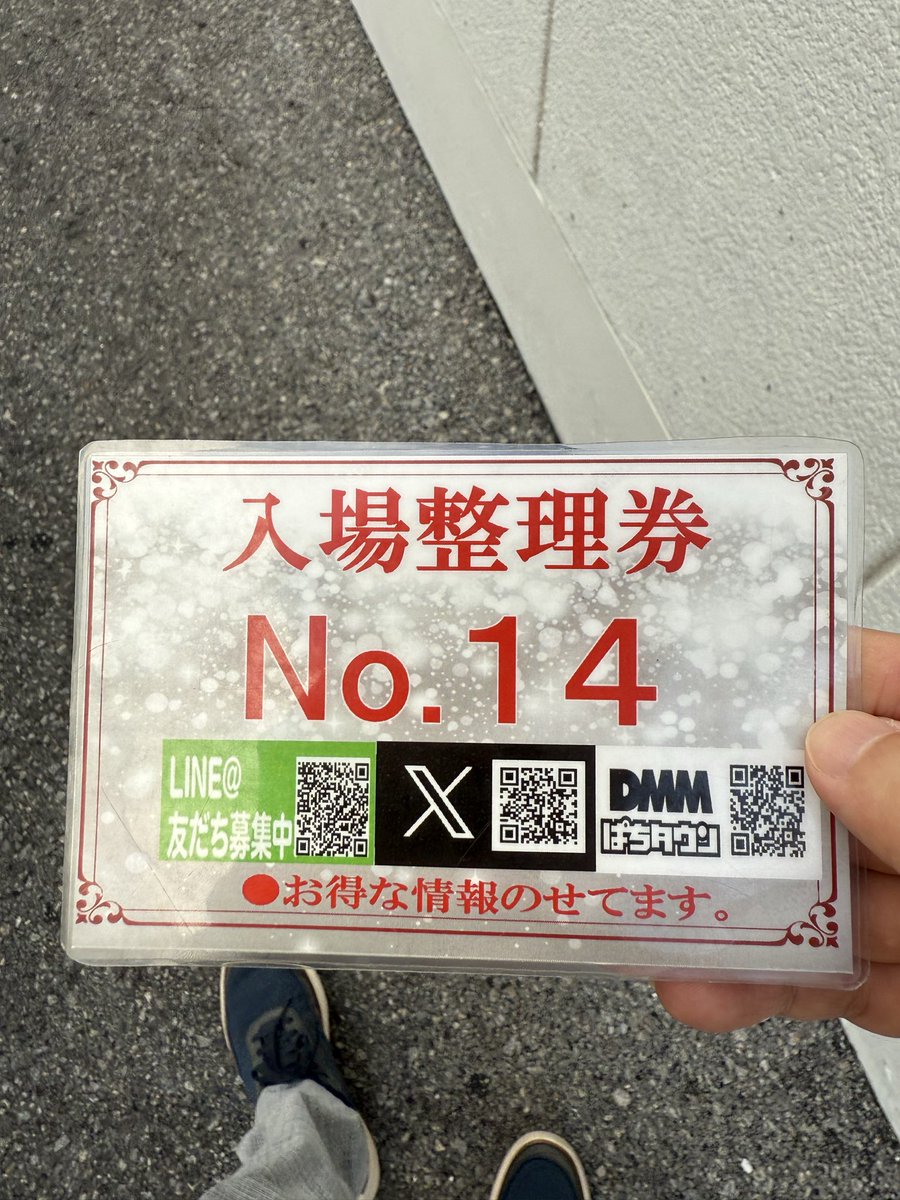 入場整理券
No.14
LINE@
友だち募集中
X
DMM
ぱちタウン
●お得な情報のせてます。